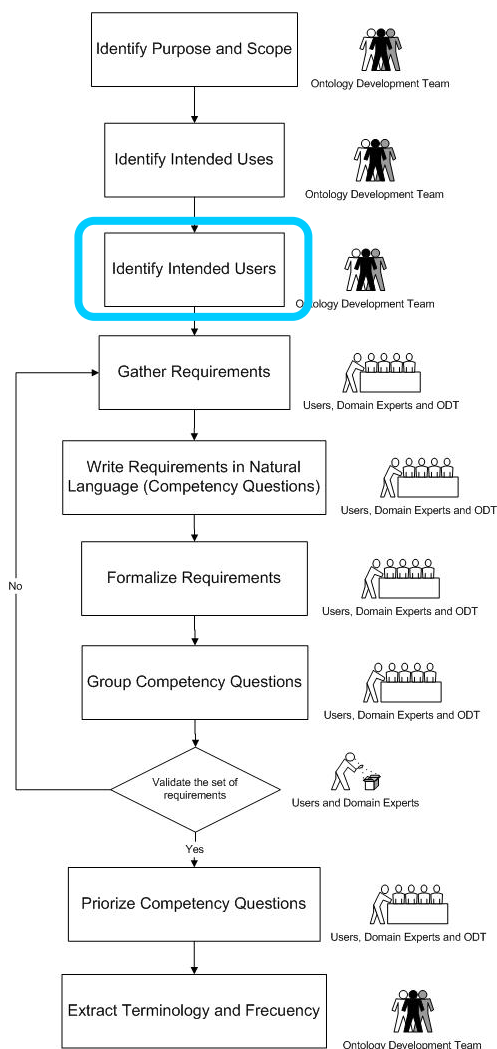 Identify Purpose and Scope
Ontology Development Team
Identify Intended Uses
Ontology Development Team
Identify Intended Users
Ontology Development Team
Gather Requirements
Users, Domain Experts and ODT
Write Requirements in Natural
Language (Competency Questions)
Users, Domain Experts and ODT
Formalize Requirements
Users, Domain Experts and ODT
No
Group Competency Questions
Users, Domain Experts and ODT
Validate the set of
requirements
Users and Domain Experts
Yes
Priorize Competency Questions
Users, Domain Experts and ODT
Extract Terminology and Frecuency
Ontology Development Team